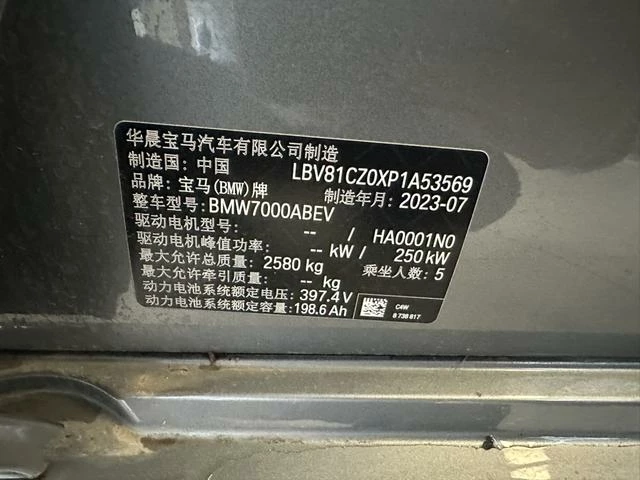 华晨宝马汽车有限公司制造
制造国: 中国 LBV81CZ0XP1A53569
品牌: 宝马(BMW)牌 制造年月: 2023-07
整车型号: BMW7000ABEV
驱动电机型号: -- / HA0001N0
驱动电机峰值功率: -- kW / 250 kW
最大允许总质量: 2580 kg 乘坐人数: 5
最大允许牵引质量: -- kg
动力电池系统额定电压: 397.4 V
动力电池系统额定容量: 198.6 Ah
C4W
8 738 817